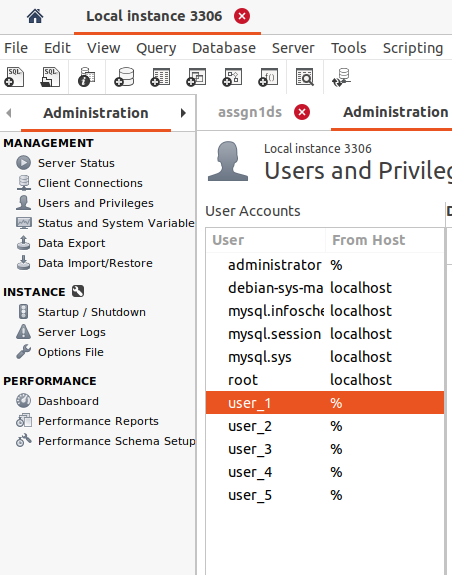 Local instance 3306
File Edit View Query Database Server Tools Scripting
SQL SQL
Administration
assgn1ds
Administration
MANAGEMENT
Server Status
Client Connections
Users and Privileges
Status and System Variable
Data Export
Data Import/Restore
INSTANCE
Startup / Shutdown
Server Logs
Options File
PERFORMANCE
Dashboard
Performance Reports
Performance Schema Setup
Local instance 3306
Users and Privileg
User Accounts
User From Host
administrator %
debian-sys-ma localhost
mysql.infosche localhost
mysql.session localhost
mysql.sys localhost
root localhost
user_1 %
user_2 %
user_3 %
user_4 %
user_5 %